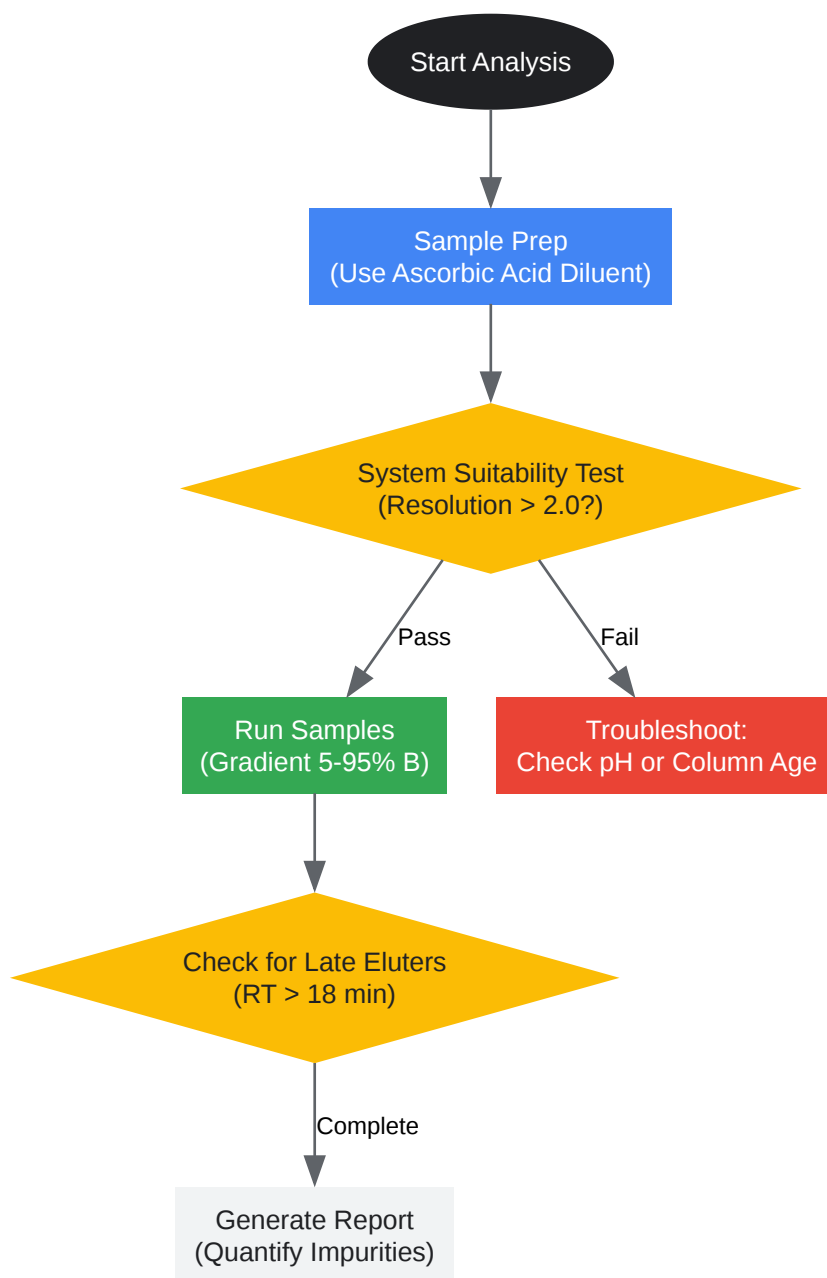 Start Analysis
Sample Prep
(Use Ascorbic Acid Diluent)
System Suitability Test
(Resolution > 2.0?)
Pass
Fail
Run Samples
(Gradient 5-95% B)
Troubleshoot:
Check pH or Column Age
Check for Late Eluters
(RT > 18 min)
Complete
Generate Report
(Quantify Impurities)